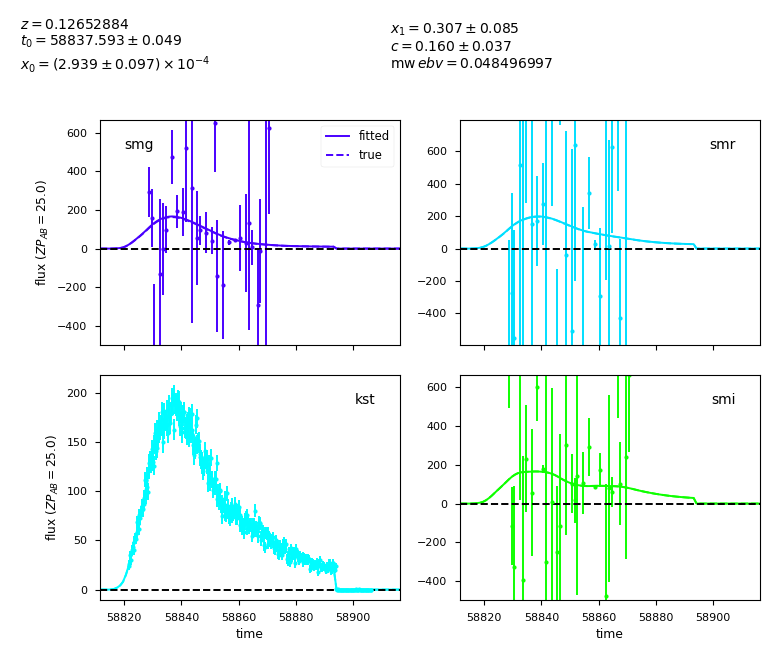 z = 0.12652884
t₀ = 58837.593 ± 0.049
x₀ = (2.939 ± 0.097) × 10⁻⁴
x₁ = 0.307 ± 0.085
c = 0.160 ± 0.037
mw ebv = 0.048496997
smg
fitted
true
600
400
200
0
−200
−400
flux (ZP_AB = 25.0)
smr
600
400
200
0
−200
−400
kst
200
150
100
50
0
flux (ZP_AB = 25.0)
58820 58840 58860 58880 58900
time
smi
600
400
200
0
−200
−400
58820 58840 58860 58880 58900
time